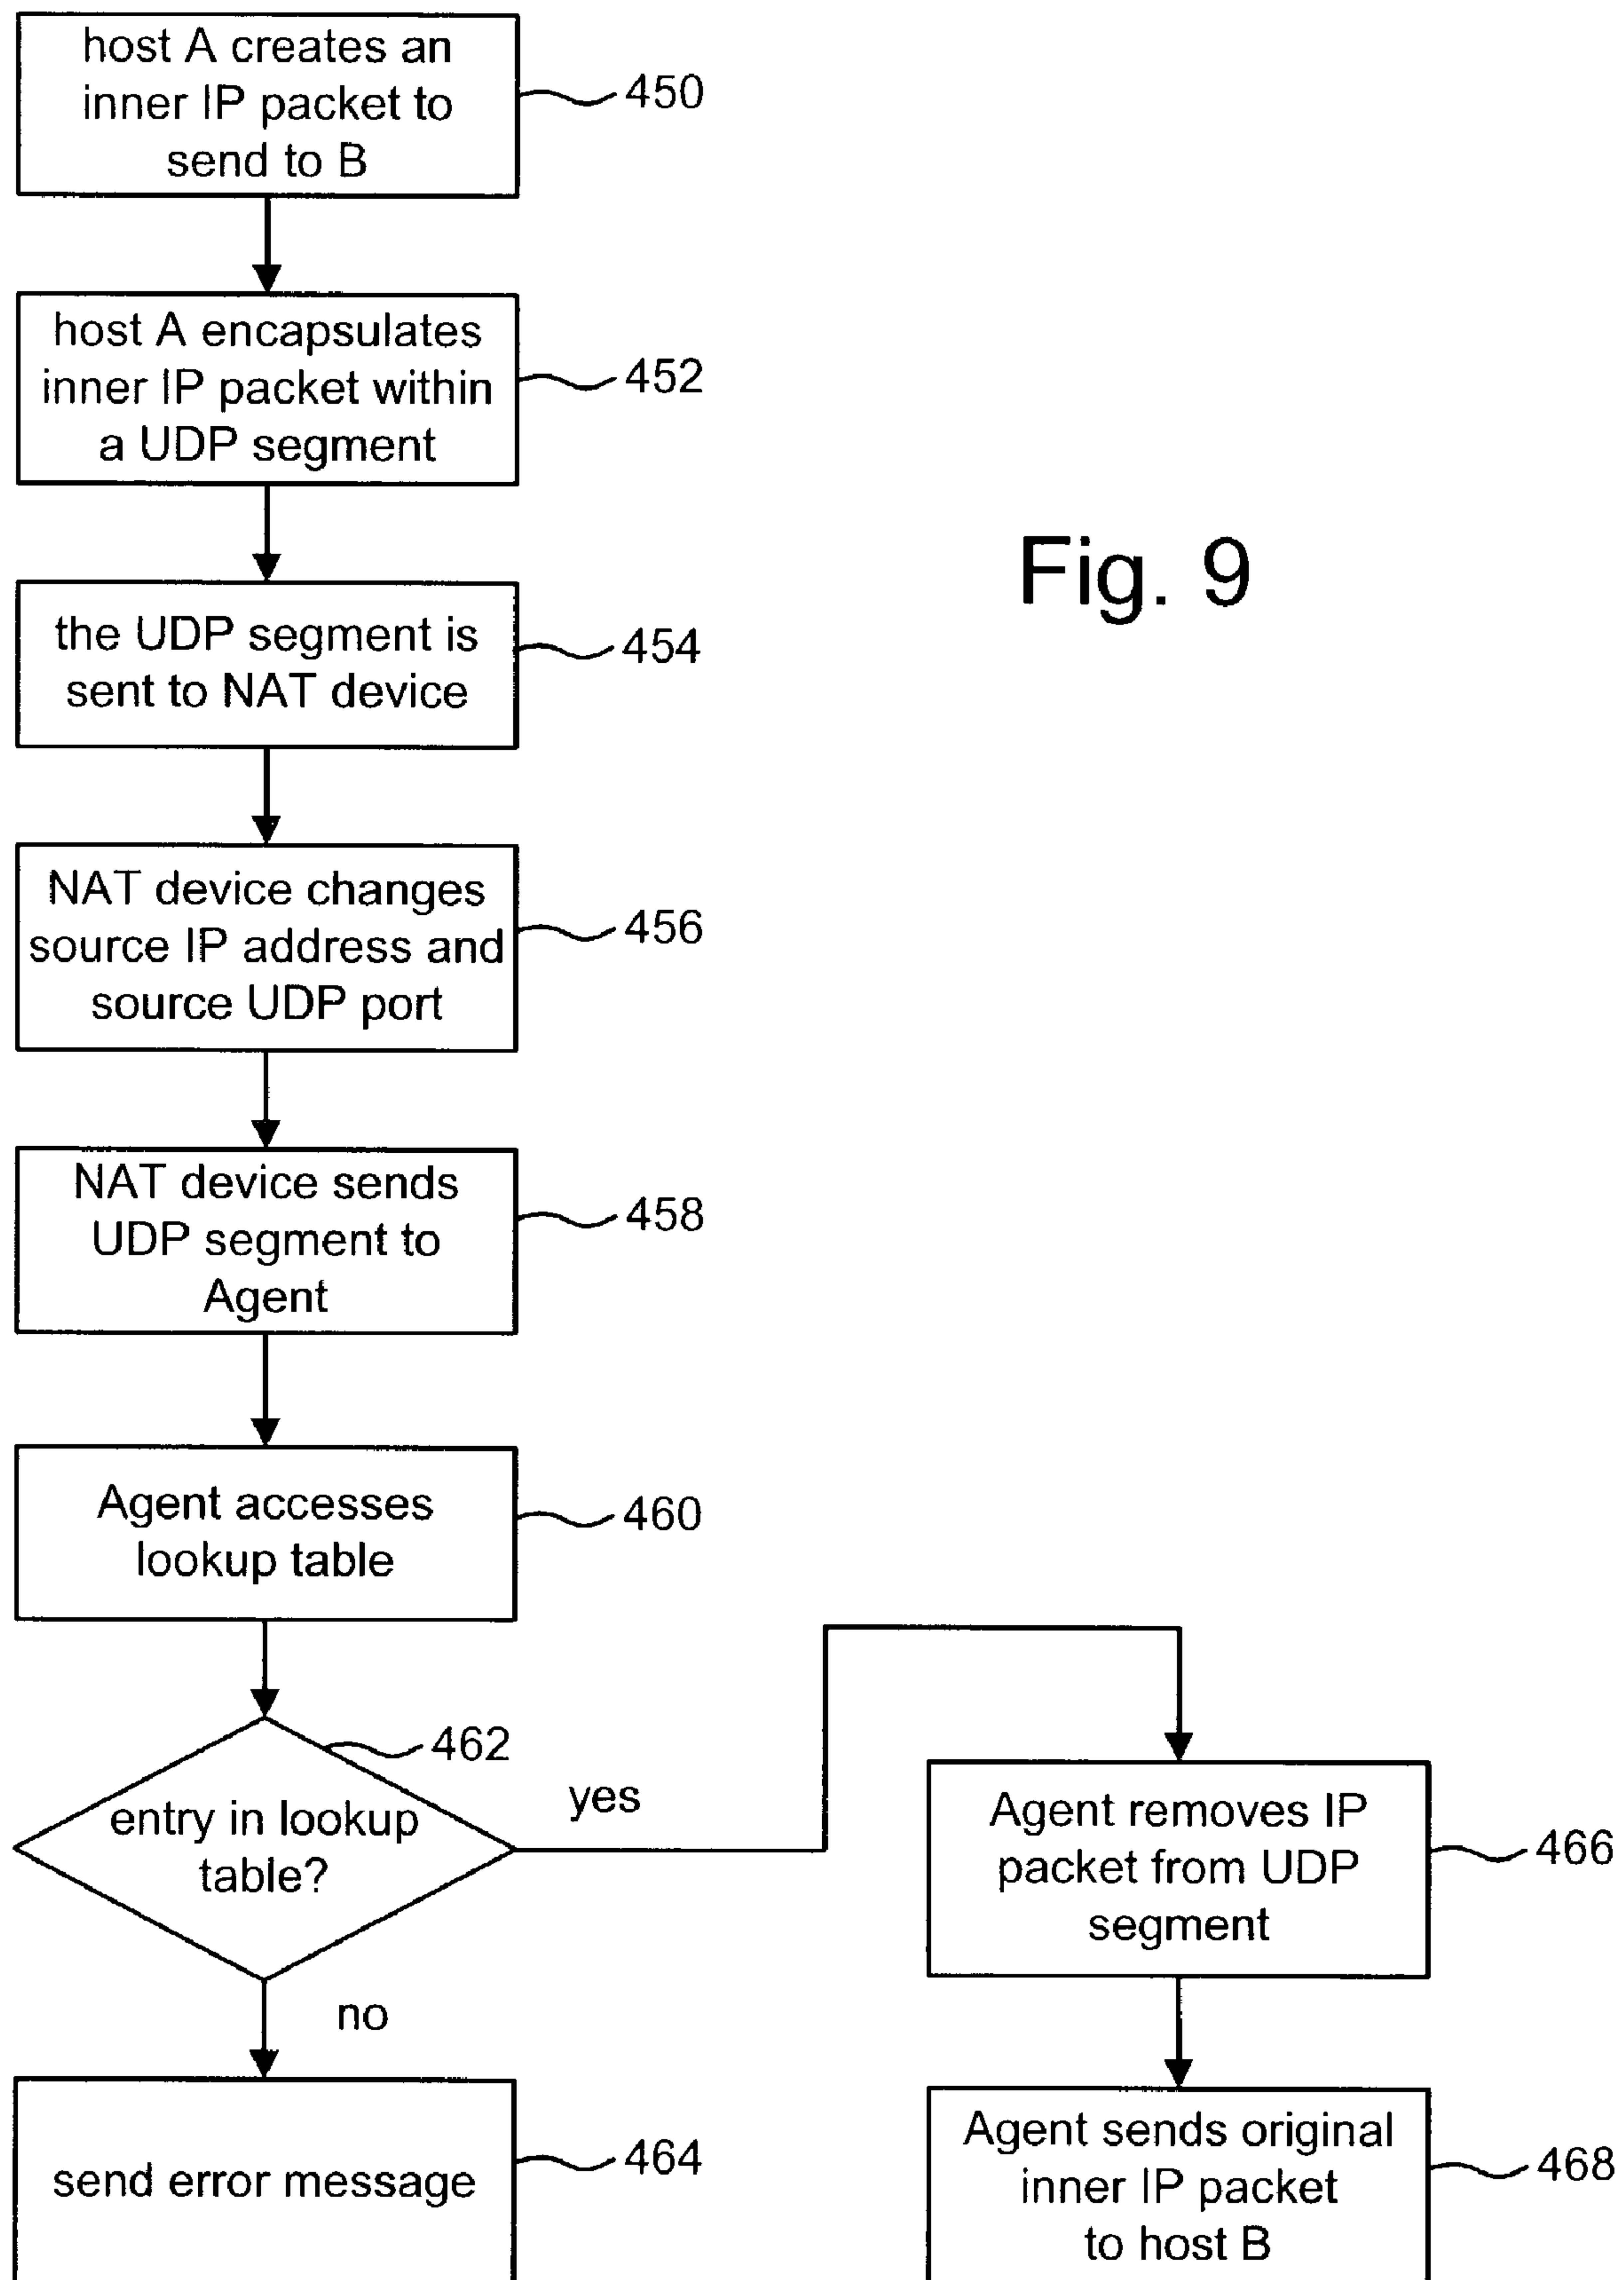 host A creates an
inner IP packet to
send to B
450
host A encapsulates
inner IP packet within
a UDP segment
452
Fig. 9
the UDP segment is
sent to NAT device
454
NAT device changes
source IP address and
source UDP port
456
NAT device sends
UDP segment to
Agent
458
Agent accesses
lookup table
460
462
entry in lookup
table?
yes
no
Agent removes IP
packet from UDP
segment
466
send error message
464
Agent sends original
inner IP packet
to host B
468